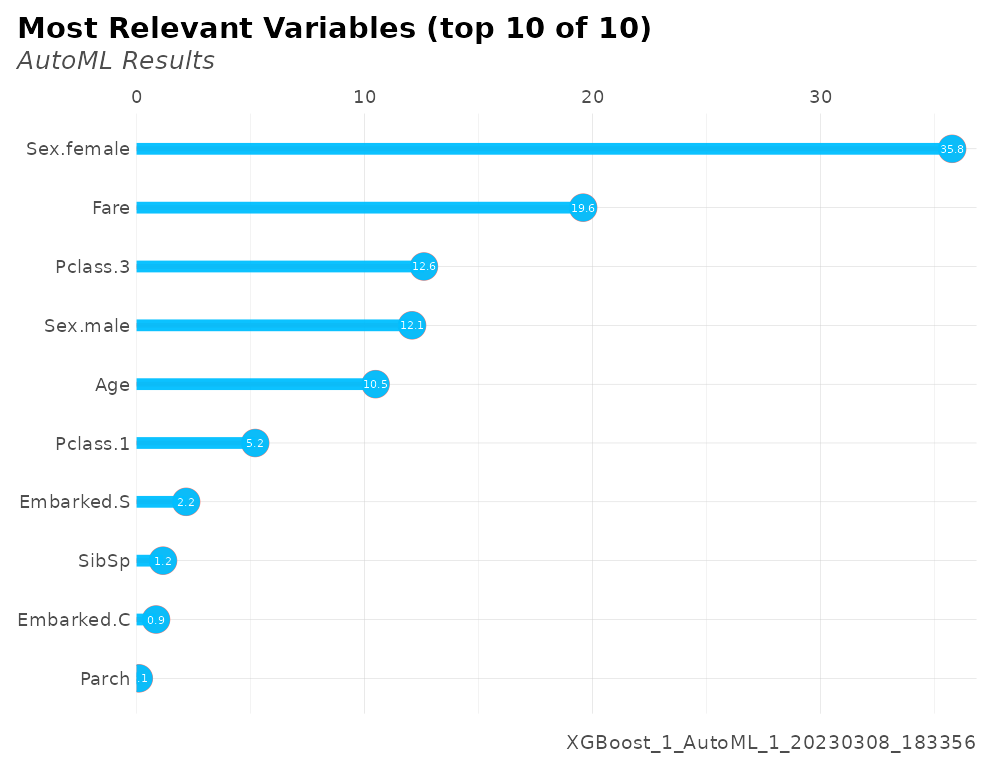 Most Relevant Variables (top 10 of 10)
AutoML Results
0 10 20 30
Sex.female 35.8
Fare 19.6
Pclass.3 12.6
Sex.male 12.1
Age 10.5
Pclass.1 5.2
Embarked.S 2.2
SibSp 1.2
Embarked.C 0.9
Parch .1
XGBoost_1_AutoML_1_20230308_183356